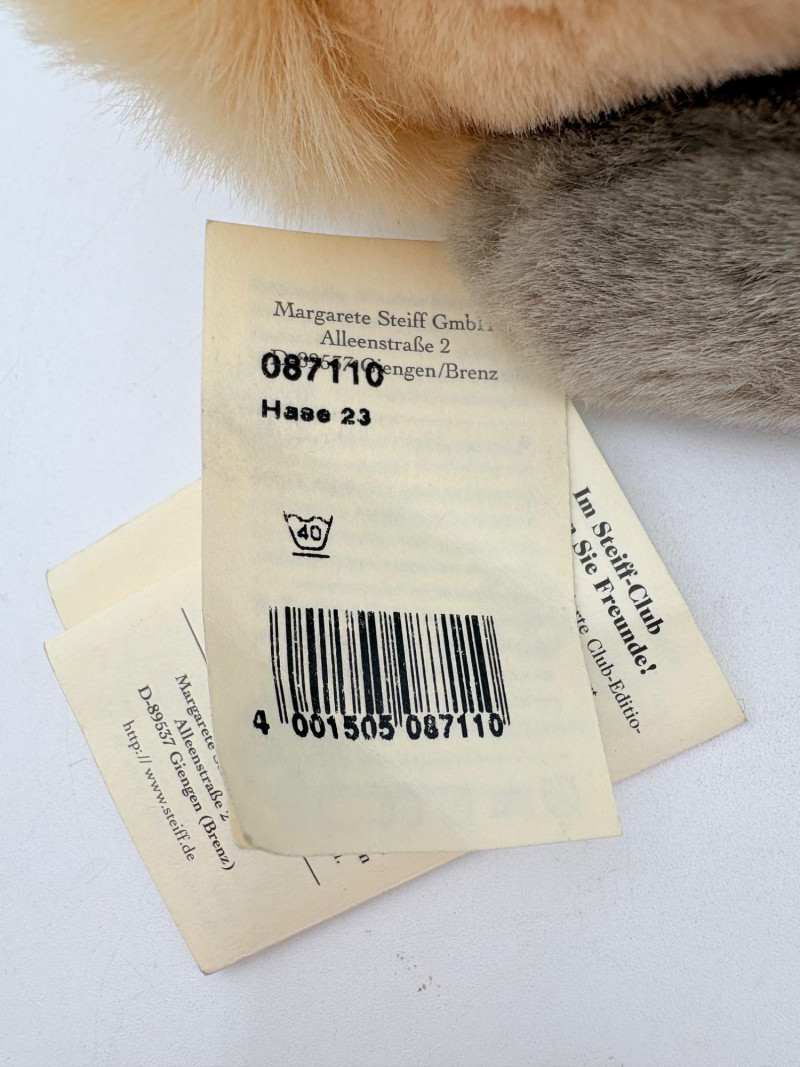 Margarete Steiff GmbH
Alleenstraße 2
D-89537 Giengen/Brenz
087110
Hase 23
40
4 001505 087110
Im Steiff-Club
Sie Freunde!
Club-Editio-
Margarete
Alleenstraße 2
D-89537 Giengen (Brenz)
http://www.steiff.de